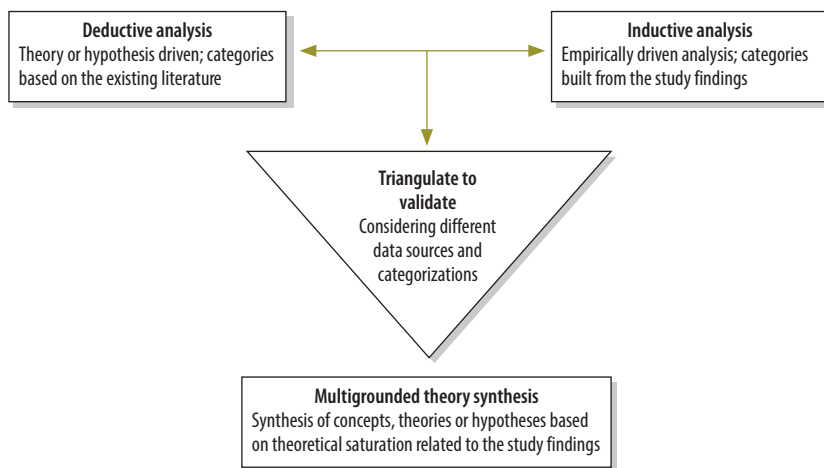 Deductive analysis
Theory or hypothesis driven; categories
based on the existing literature
Inductive analysis
Empirically driven analysis; categories
built from the study findings
Triangulate to
validate
Considering different
data sources and
categorizations
Multigrounded theory synthesis
Synthesis of concepts, theories or hypotheses based
on theoretical saturation related to the study findings